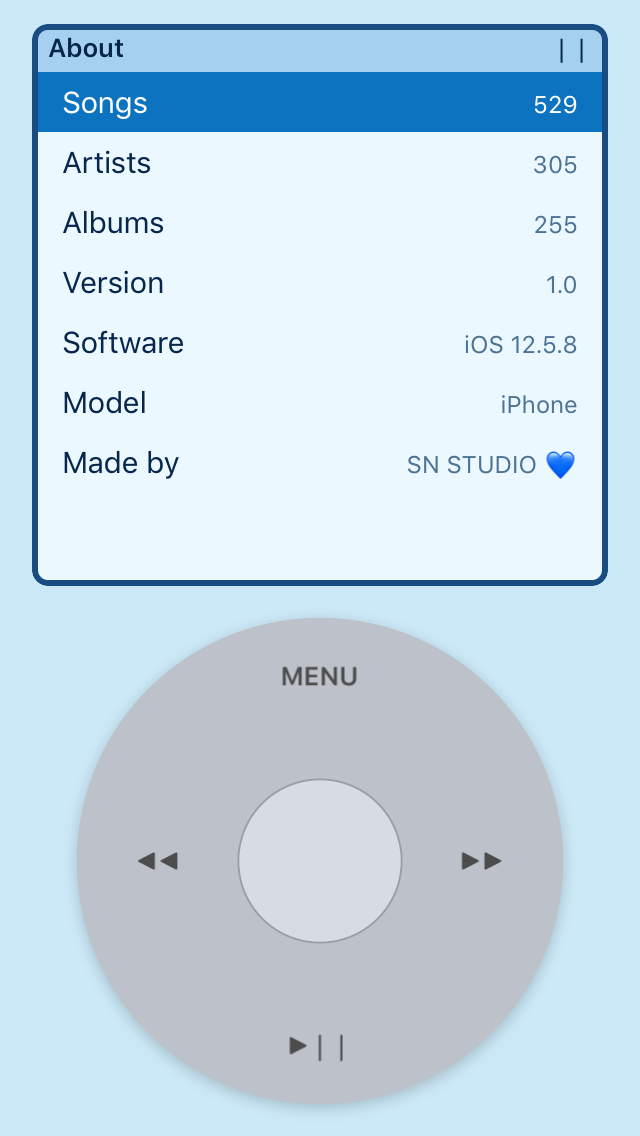 About ❘❘
Songs 529
Artists 305
Albums 255
Version 1.0
Software iOS 12.5.8
Model iPhone
Made by SN STUDIO 💙
MENU
◀◀ ▶▶
▶❘❘